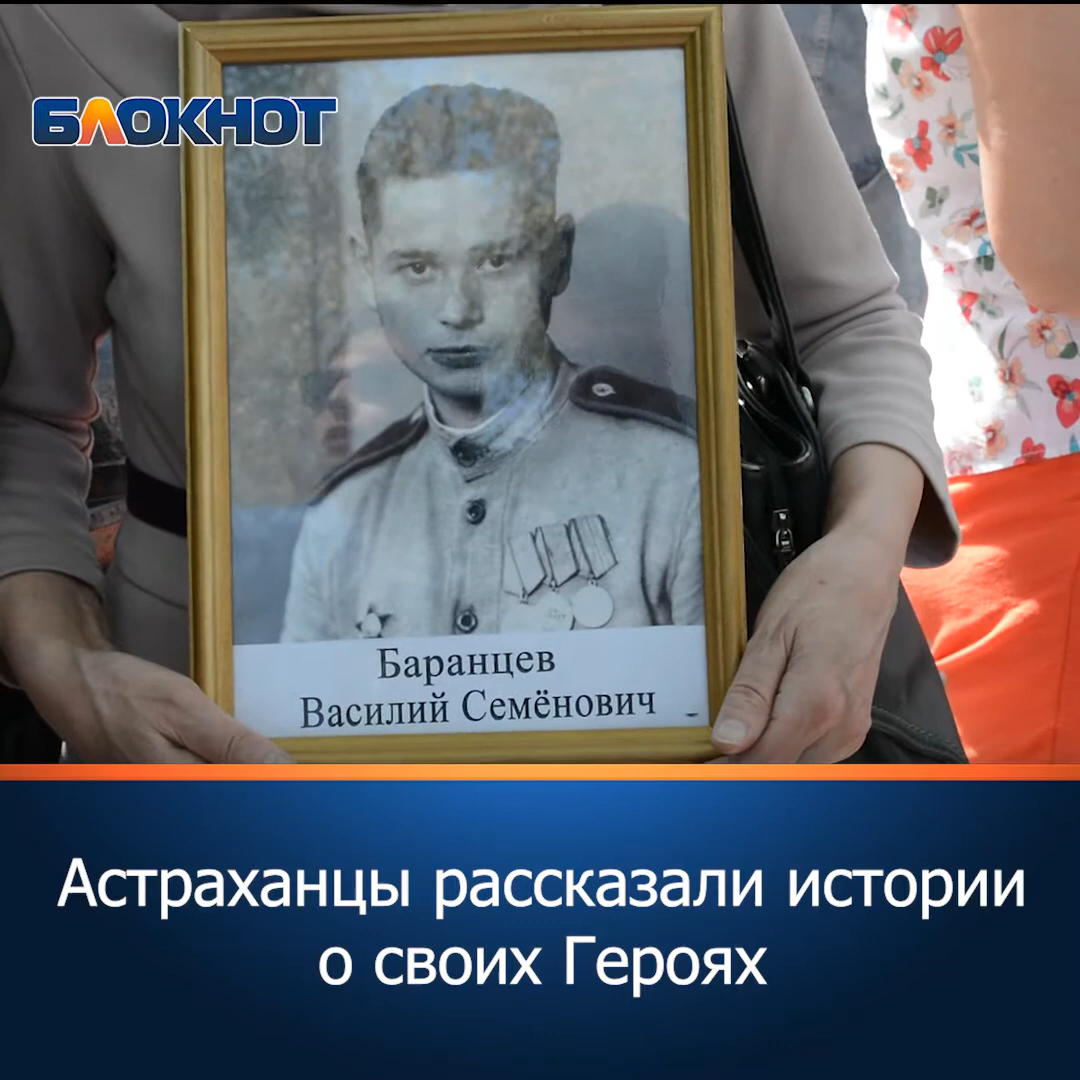 БЛОКНОТ
Баранцев
Василий Семёнович
Астраханцы рассказали истории
о своих Героях